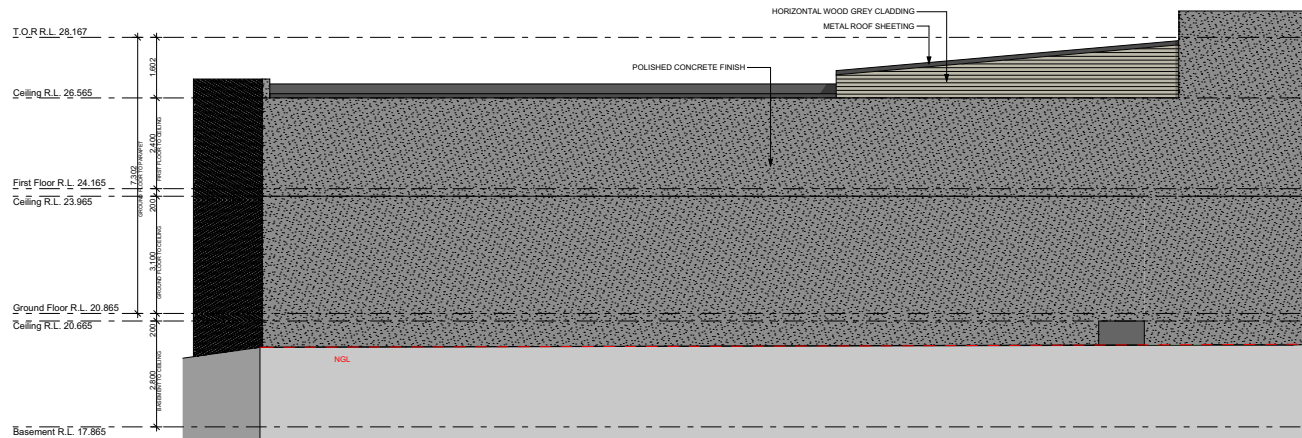 HORIZONTAL WOOD GREY CLADDING
METAL ROOF SHEETING
T.O.R R.L. 28.167
POLISHED CONCRETE FINISH
1,602
Ceiling R.L. 26.565
2,400
FIRST FLOOR TO CEILING
7,302
GROUND FLOOR TO PARAPET
First Floor R.L. 24.165
Ceiling R.L. 23.965
200
3,100
GROUND FLOOR TO CEILING
Ground Floor R.L. 20.865
Ceiling R.L. 20.665
200
NGL
2,800
BASEMENT TO CEILING
Basement R.L. 17.865